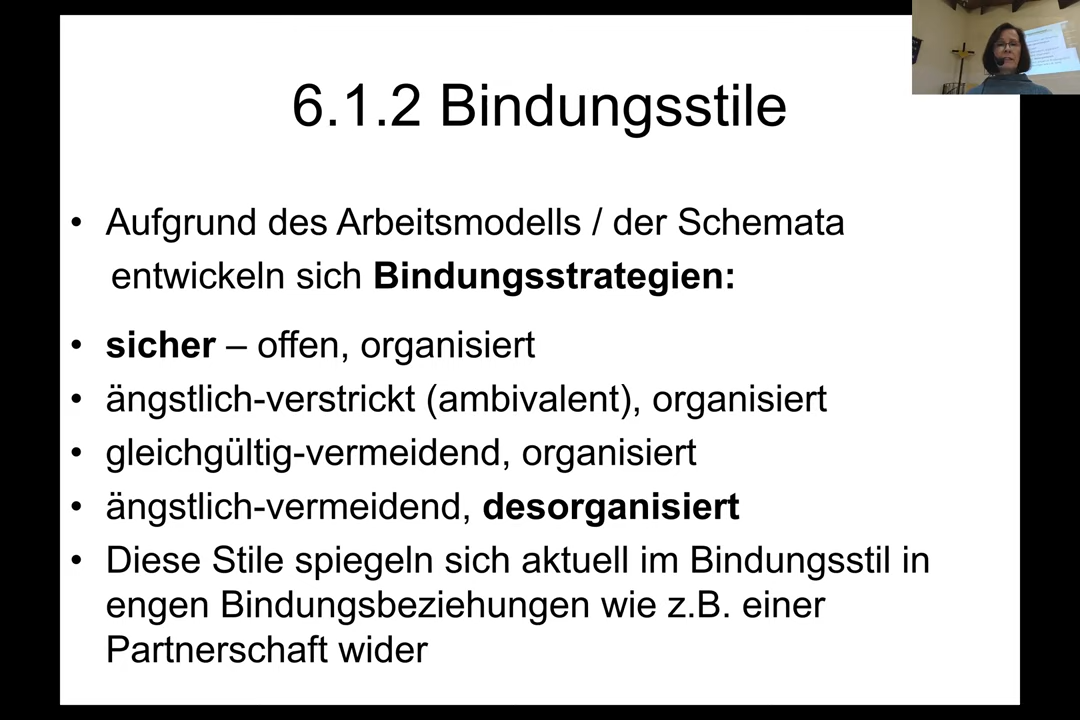 6.1.2 Bindungsstile
• Aufgrund des Arbeitsmodells / der Schemata
entwickeln sich Bindungsstrategien:
• sicher – offen, organisiert
• ängstlich-verstrickt (ambivalent), organisiert
• gleichgültig-vermeidend, organisiert
• ängstlich-vermeidend, desorganisiert
• Diese Stile spiegeln sich aktuell im Bindungsstil in
engen Bindungsbeziehungen wie z.B. einer
Partnerschaft wider